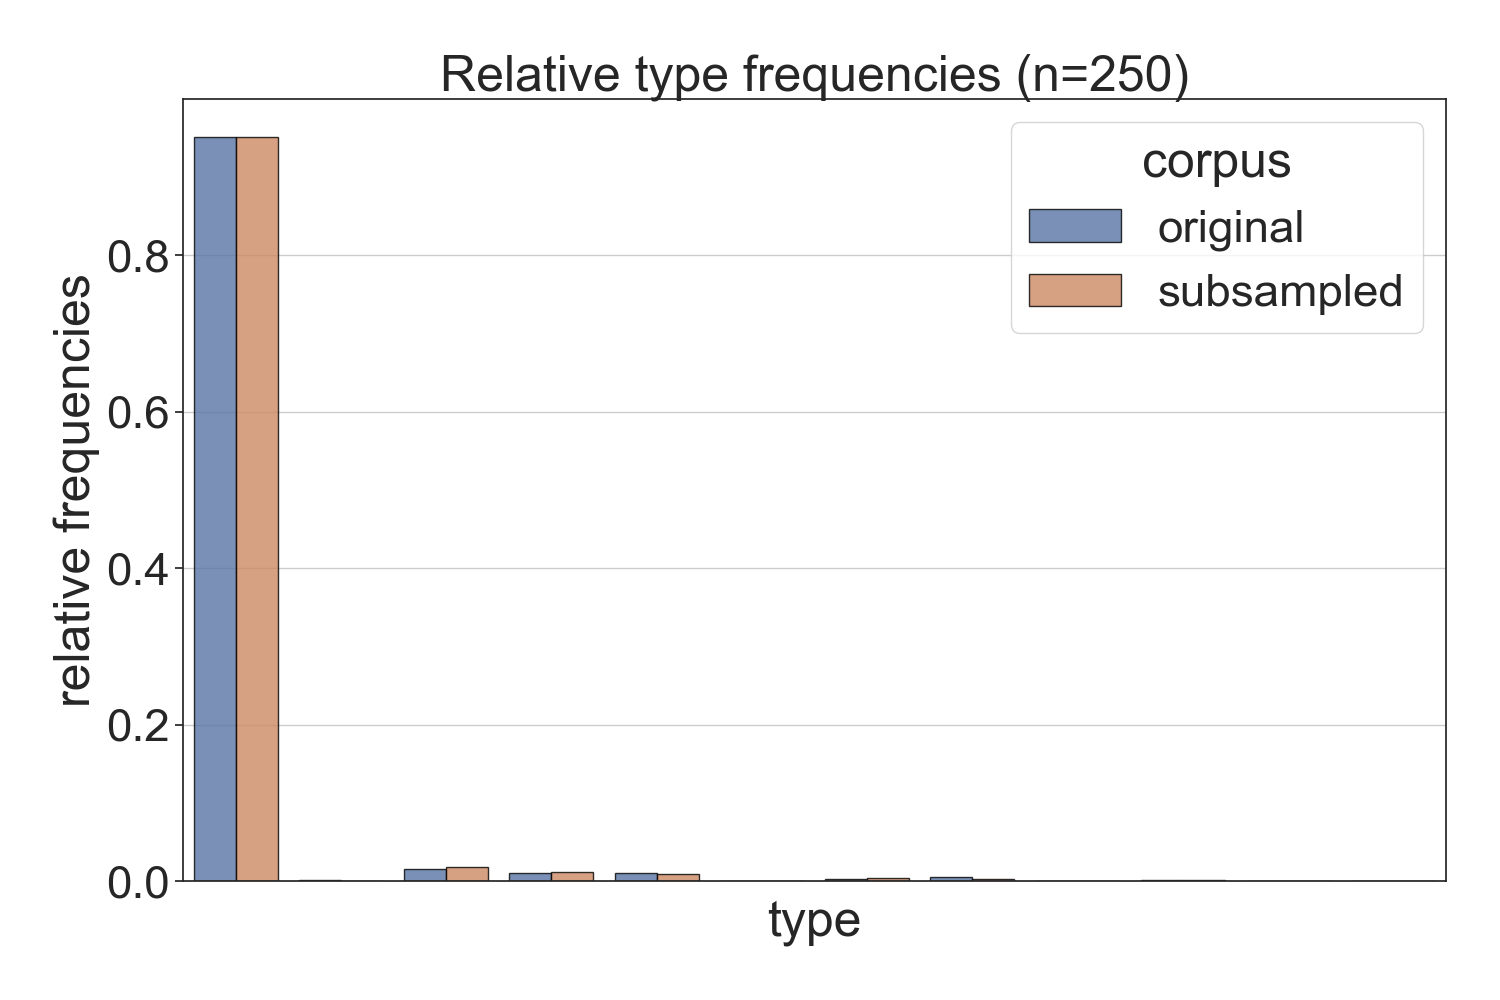 Relative type frequencies (n=250)
corpus
original
subsampled
relative frequencies
0.8
0.6
0.4
0.2
0.0
type